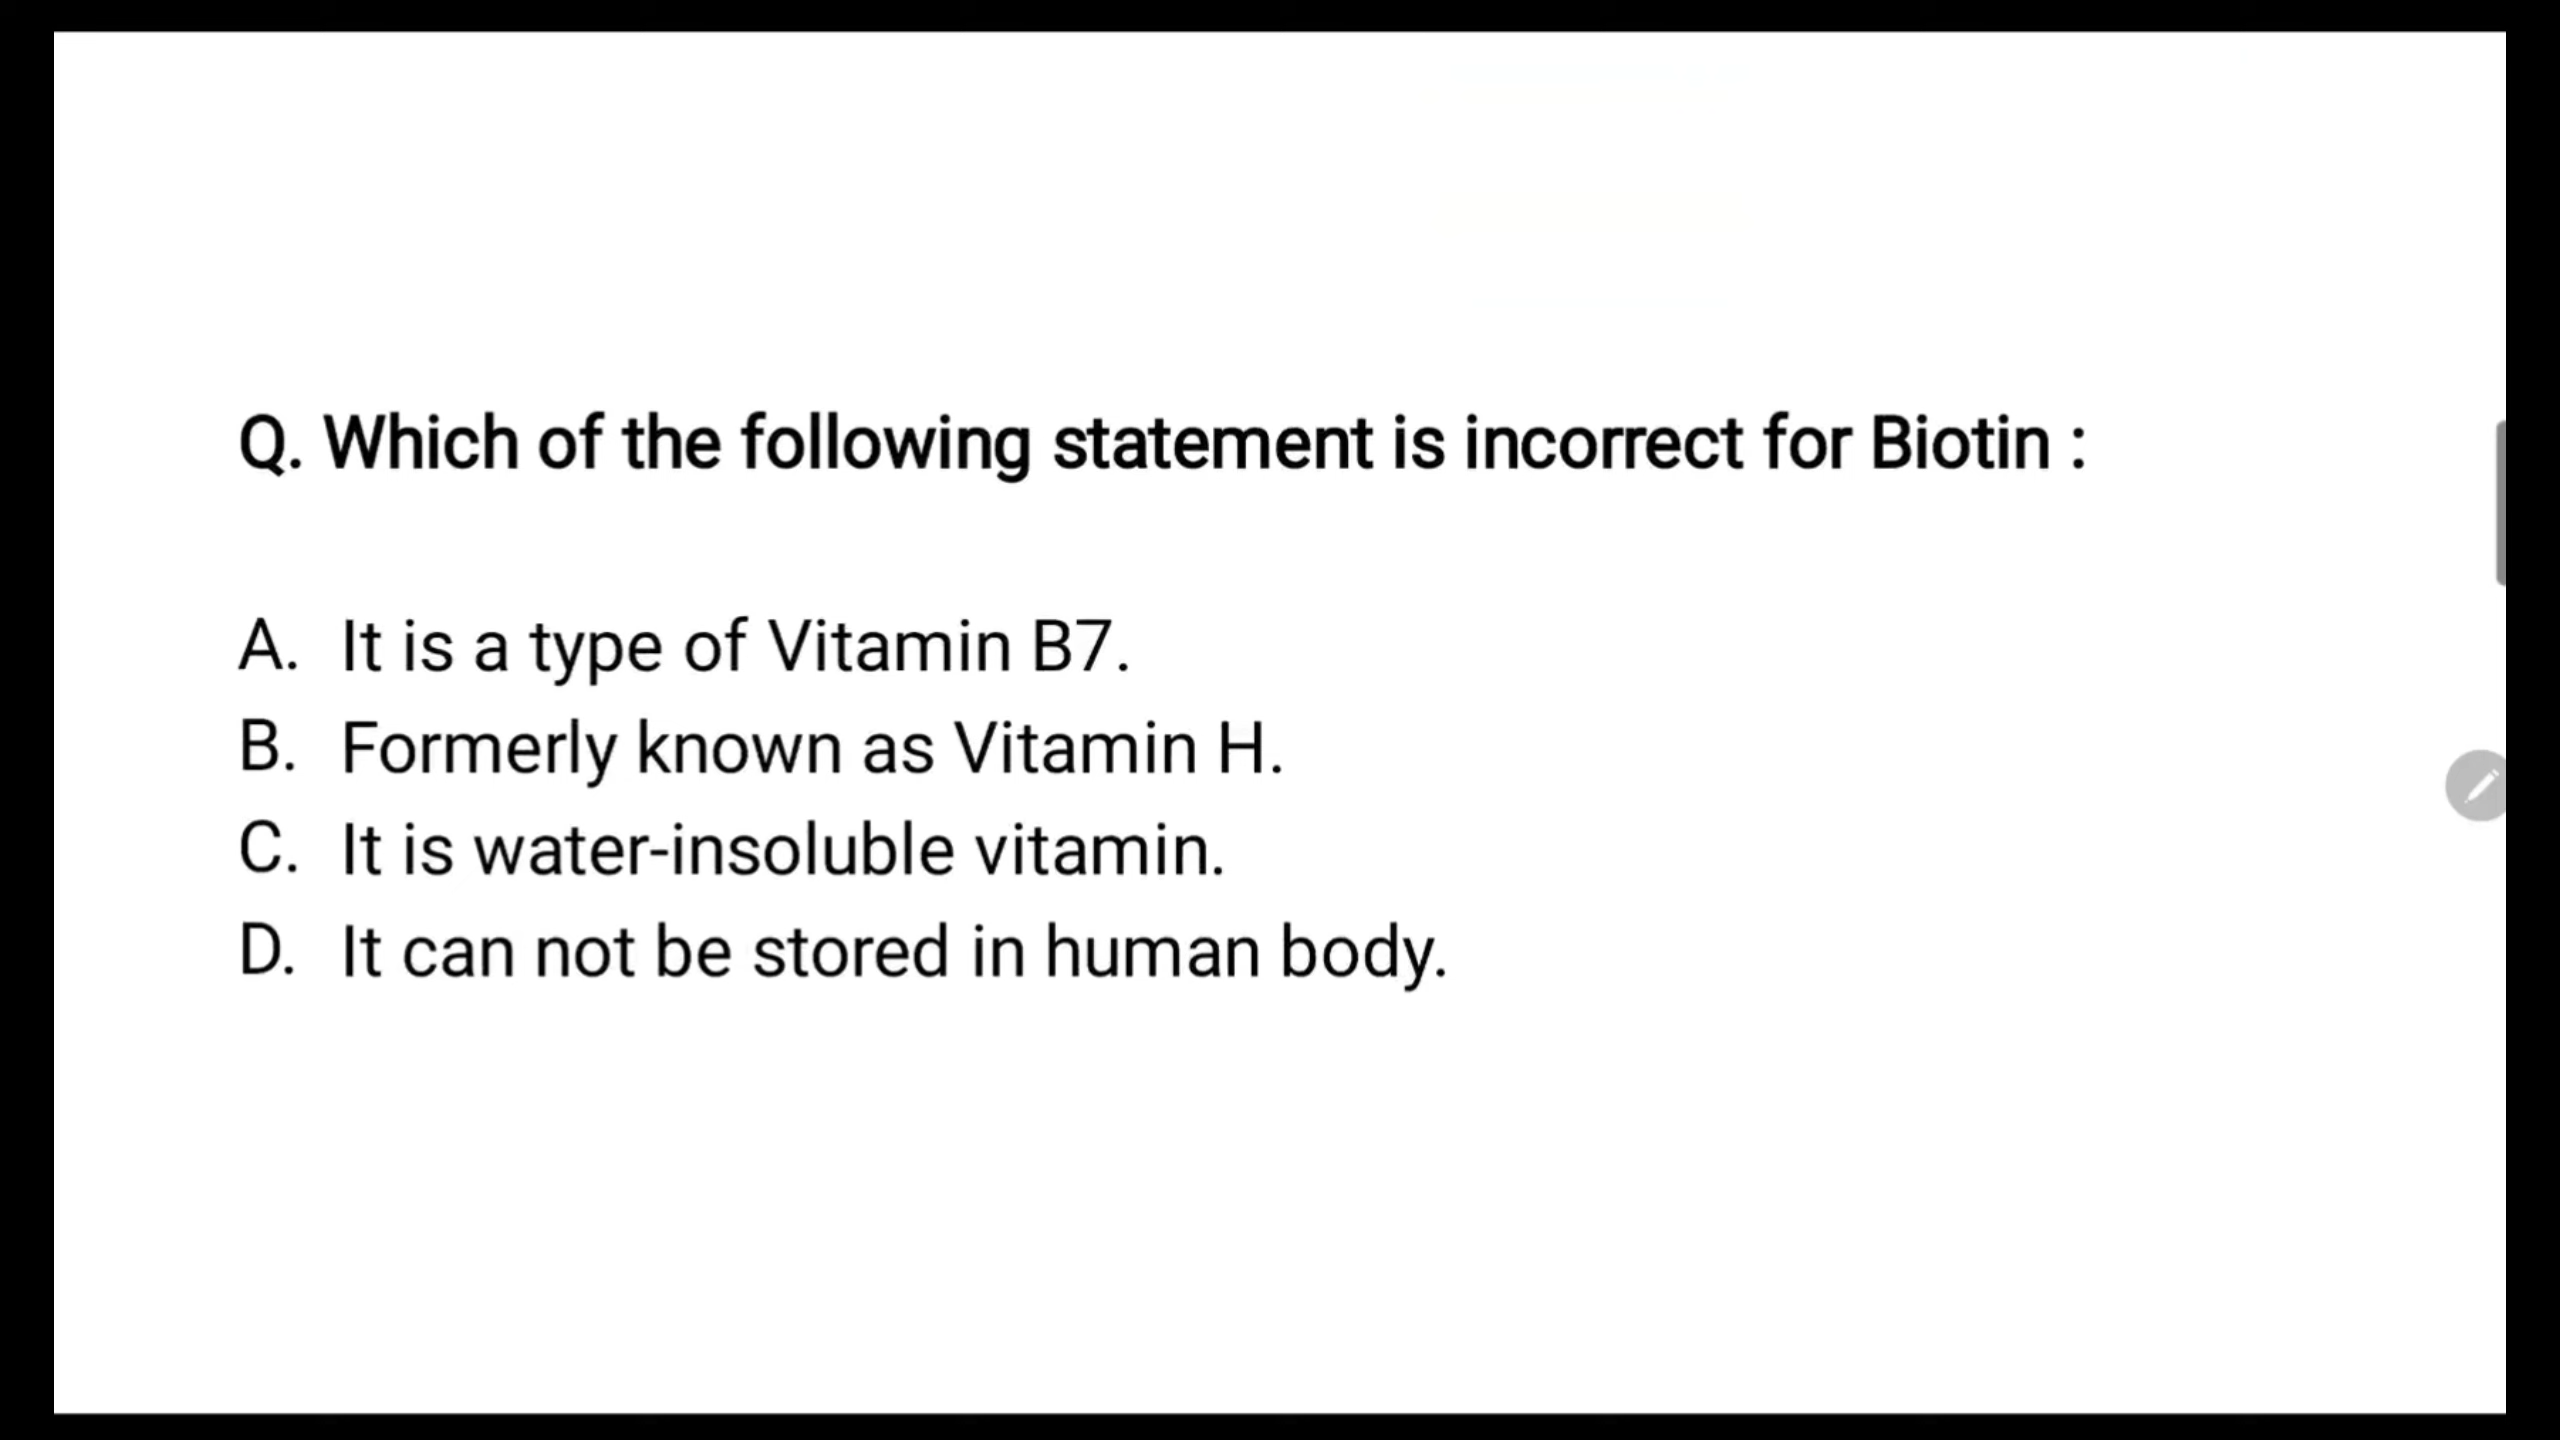 Q. Which of the following statement is incorrect for Biotin :
A. It is a type of Vitamin B7.
B. Formerly known as Vitamin H.
C. It is water-insoluble vitamin.
D. It can not be stored in human body.